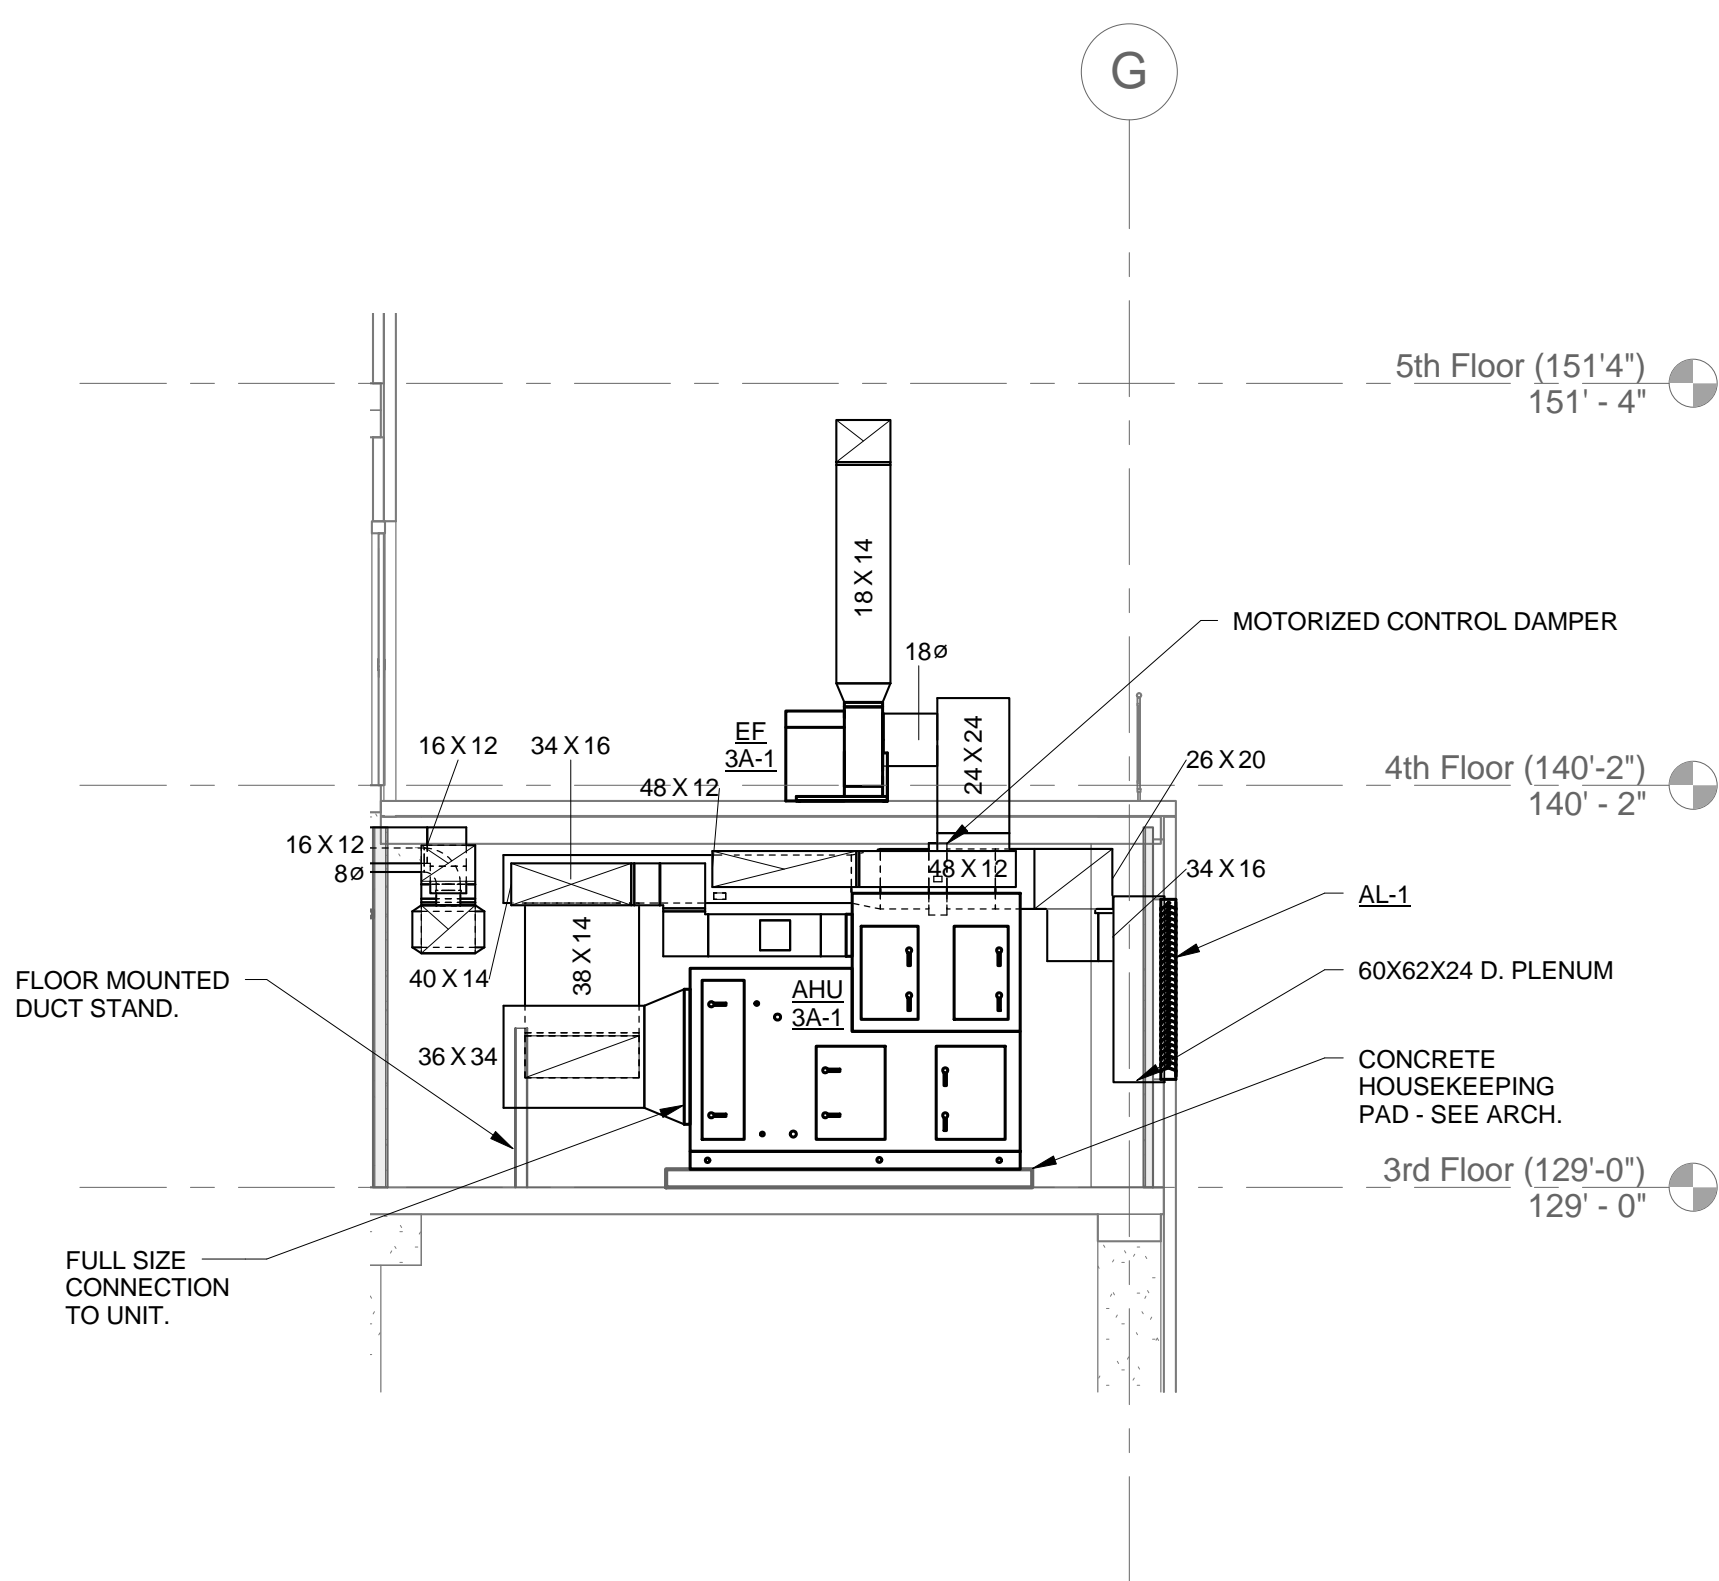 G
5th Floor (151'4")
151' - 4"
18 X 14
MOTORIZED CONTROL DAMPER
18ø
EF
3A-1
24 X 24
16 X 12
34 X 16
26 X 20
4th Floor (140'-2")
140' - 2"
48 X 12
16 X 12
8ø
48 X 12
34 X 16
AL-1
38 X 14
40 X 14
FLOOR MOUNTED
DUCT STAND.
60X62X24 D. PLENUM
AHU
3A-1
36 X 34
CONCRETE
HOUSEKEEPING
PAD - SEE ARCH.
3rd Floor (129'-0")
129' - 0"
FULL SIZE
CONNECTION
TO UNIT.